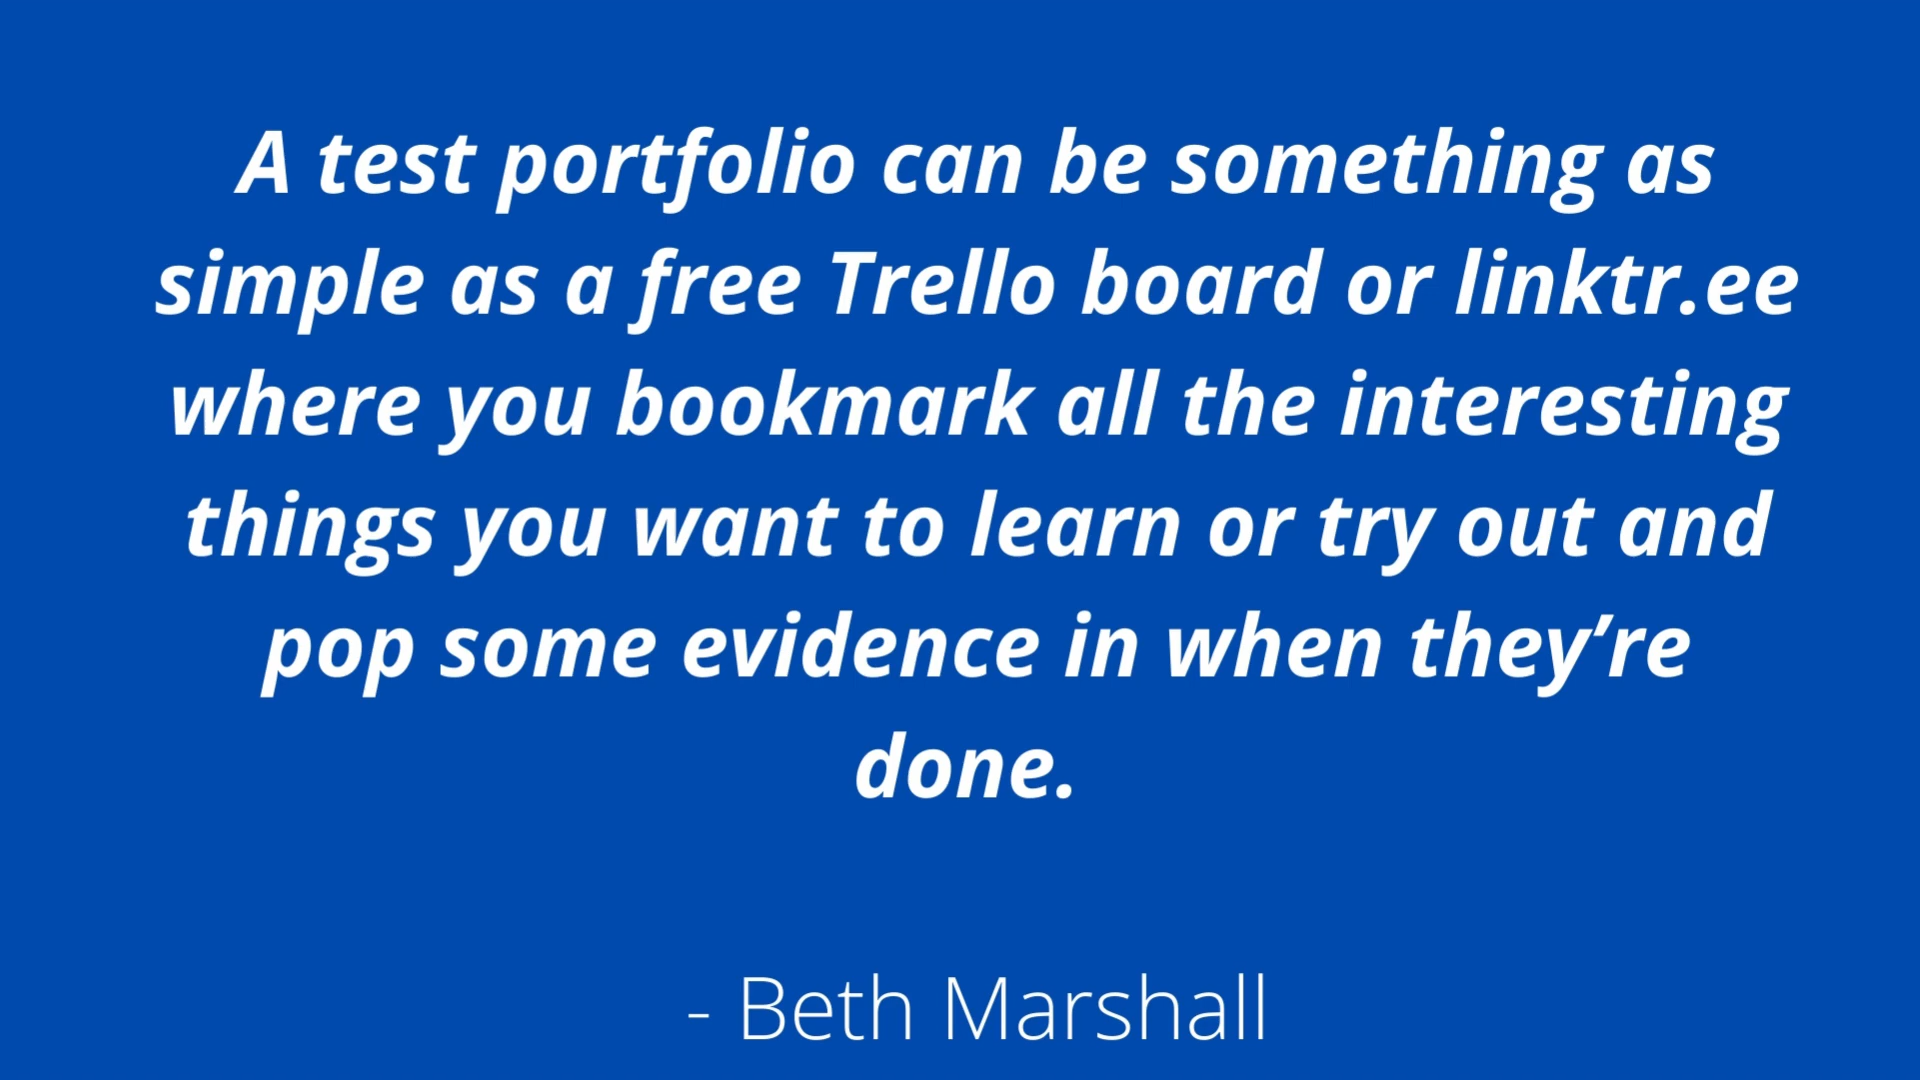 A test portfolio can be something as
simple as a free Trello board or linktr.ee
where you bookmark all the interesting
things you want to learn or try out and
pop some evidence in when they’re
done.
- Beth Marshall